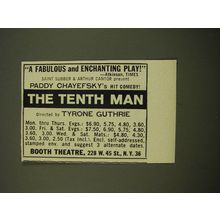 "A FABULOUS and ENCHANTING PLAY!"
—Atkinson, TIMES
SAINT SUBBER & ARTHUR CANTOR present
PADDY CHAYEFSKY's HIT COMEDY!
THE TENTH MAN
directed by TYRONE GUTHRIE
Mon. thru Thurs. Evgs.: $6.90, 5.75, 4.80, 3.60,
3.00. Fri. & Sat. Evgs.: $7.50, 6.90, 5.75, 4.80,
3.60, 3.00. Wed. & Sat. Mats.: $4.80, 4.30,
3.60, 3.00, 2.50 (Tax Incl.). Encl. self-addressed,
stamped env. and suggest 3 alternate dates.
BOOTH THEATRE, 228 W. 45 St., N.Y. 36